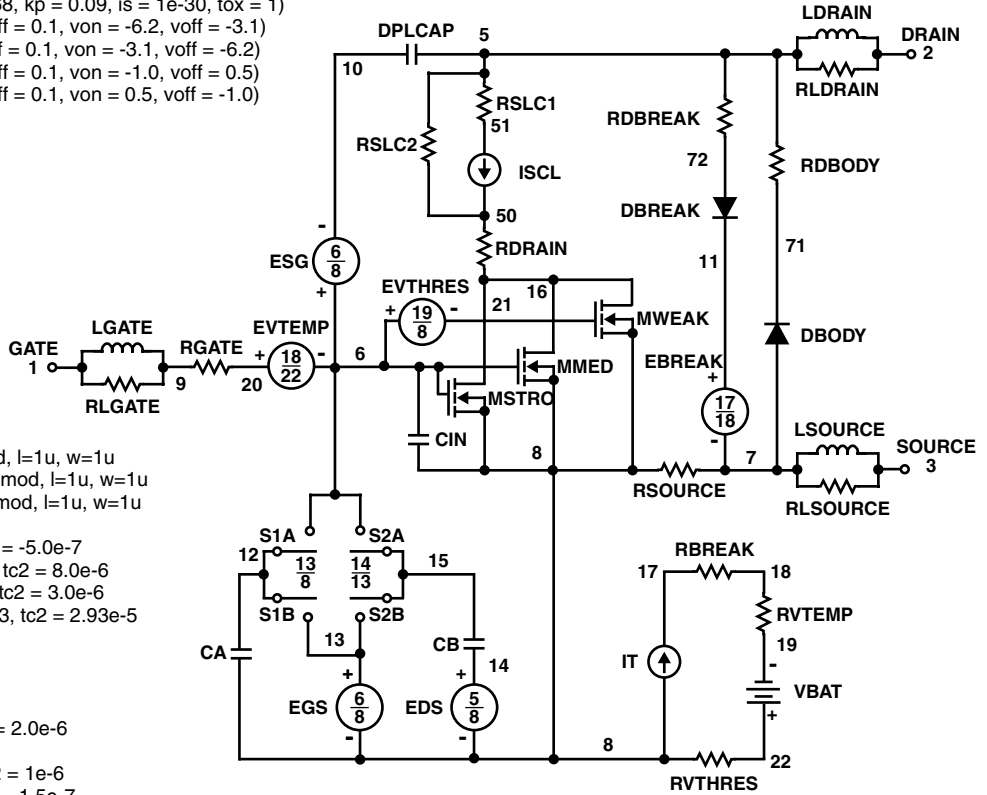 68, kp = 0.09, is = 1e-30, tox = 1)
ff = 0.1, von = -6.2, voff = -3.1)
f = 0.1, von = -3.1, voff = -6.2)
ff = 0.1, von = -1.0, voff = 0.5)
ff = 0.1, von = 0.5, voff = -1.0)
DPLCAP
5
10
LDRAIN
DRAIN
2
RLDRAIN
RSLC1
51
RSLC2
ISCL
50
RDRAIN
RDBREAK
72
RDBODY
DBREAK
71
11
ESG
6
8
-
+
EVTHRES
+
19
8
-
16
21
MWEAK
LGATE
GATE
1
RLGATE
9
RGATE
20
EVTEMP
+
18
22
-
6
MMED
MSTRO
EBREAK
+
17
18
-
DBODY
CIN
8
RSOURCE
7
LSOURCE
SOURCE
3
RLSOURCE
d, l=1u, w=1u
mod, l=1u, w=1u
mod, l=1u, w=1u
= -5.0e-7
tc2 = 8.0e-6
tc2 = 3.0e-6
3, tc2 = 2.93e-5
= 2.0e-6
= 1e-6
S1A
S2A
12
13
8
14
13
15
S1B
S2B
13
CA
CB
14
+
EGS
6
8
-
+
EDS
5
8
-
8
RBREAK
17
18
RVTEMP
19
IT
-
VBAT
+
22
RVTHRES